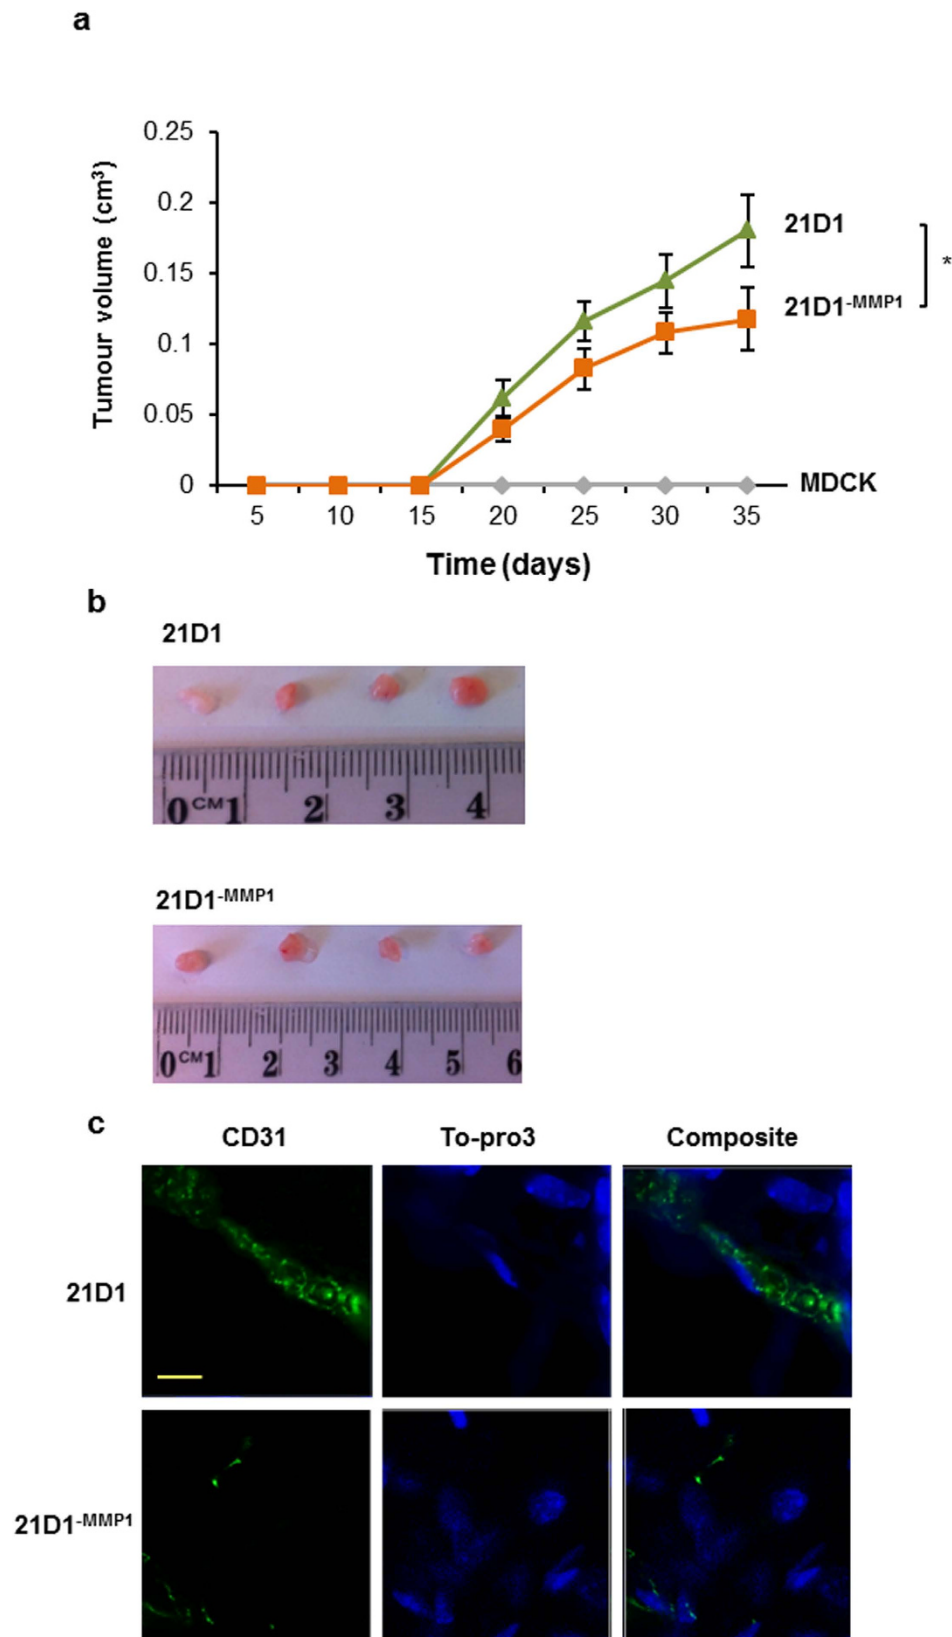 a
Tumour volume (cm³)
0.25
0.2
0.15
0.1
0.05
0
5 10 15 20 25 30 35
Time (days)
21D1
21D1-MMP1
*
MDCK
b
21D1
0 CM 1 2 3 4
21D1-MMP1
0 CM 1 2 3 4 5 6
c
CD31 To-pro3 Composite
21D1
21D1-MMP1